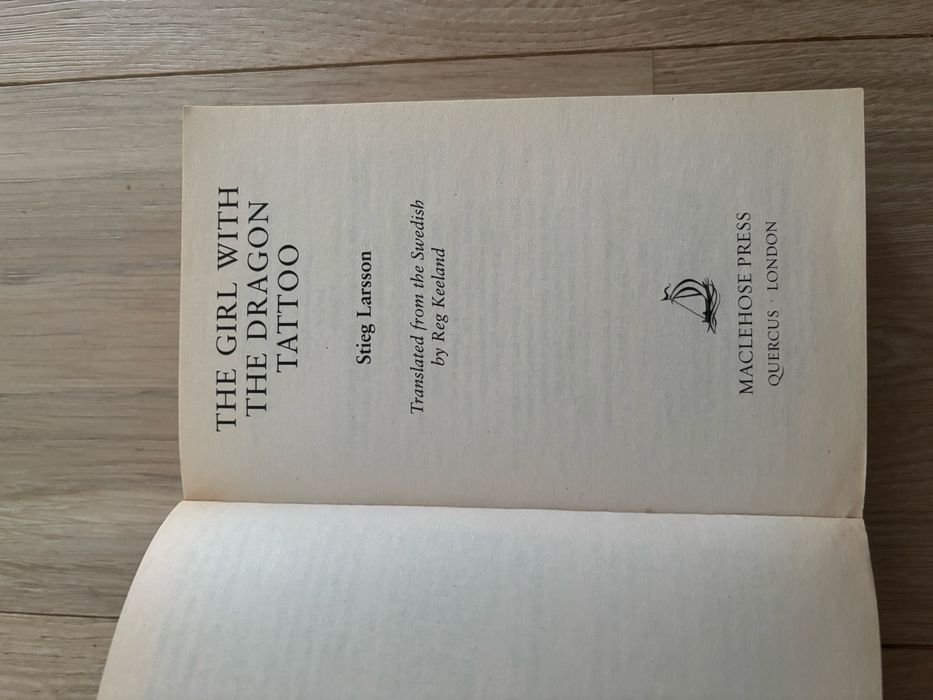 THE GIRL WITH
THE DRAGON
TATTOO
Stieg Larsson
Translated from the Swedish
by Reg Keeland
MACLEHOSE PRESS
QUERCUS · LONDON